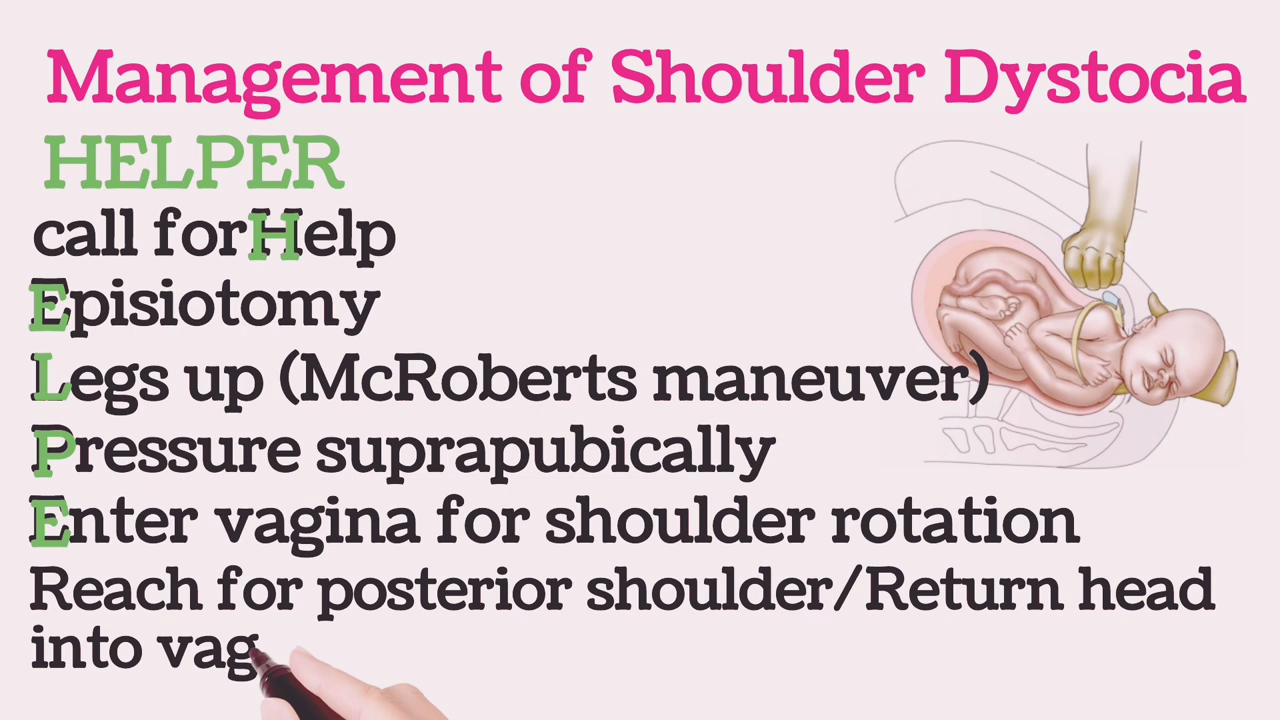 Management of Shoulder Dystocia
HELPER
call for Help
Episiotomy
Legs up (McRoberts maneuver)
Pressure suprapubically
Enter vagina for shoulder rotation
Reach for posterior shoulder/Return head
into vag